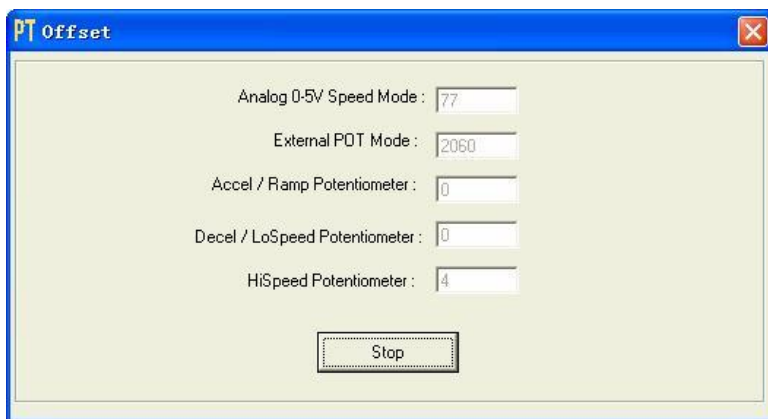 PT Offset
Analog 0-5V Speed Mode : 77
External POT Mode : 2060
Accel / Ramp Potentiometer : 0
Decel / LoSpeed Potentiometer : 0
HiSpeed Potentiometer : 4
Stop